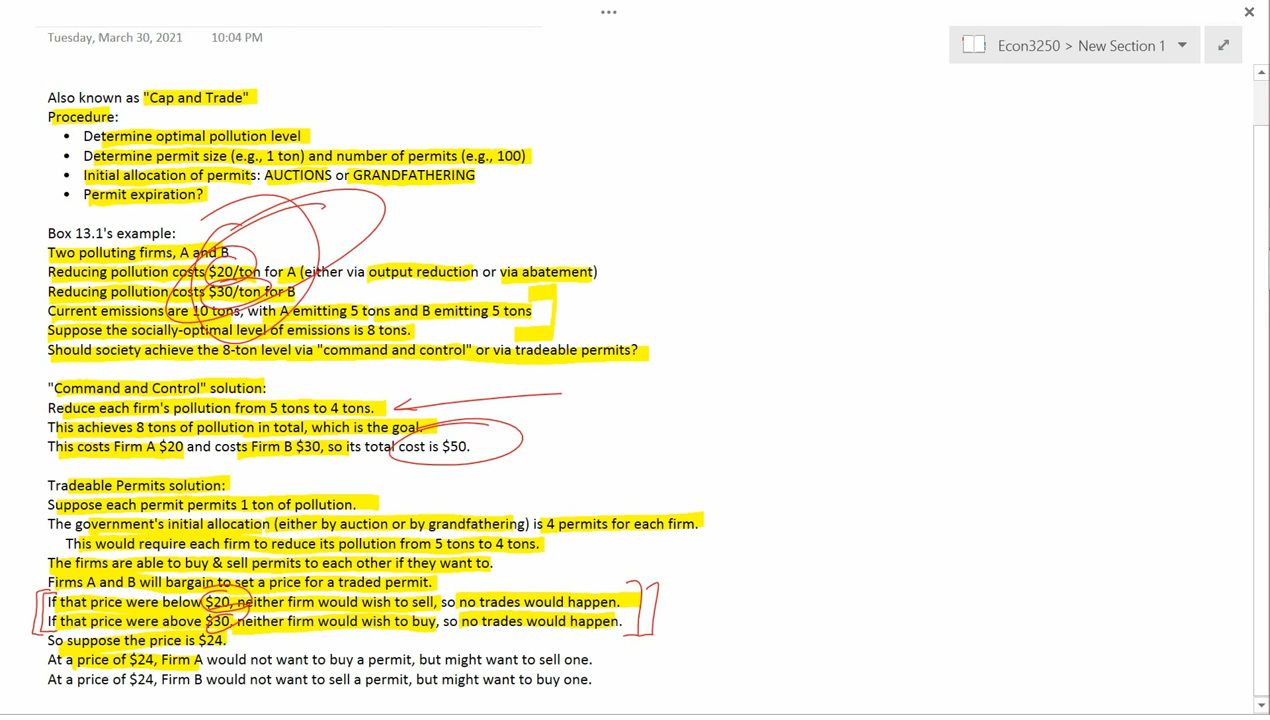 Tuesday, March 30, 2021 10:04 PM
Econ3250 > New Section 1
Also known as "Cap and Trade"
Procedure:
• Determine optimal pollution level
• Determine permit size (e.g., 1 ton) and number of permits (e.g., 100)
• Initial allocation of permits: AUCTIONS or GRANDFATHERING
• Permit expiration?
Box 13.1's example:
Two polluting firms, A and B
Reducing pollution costs $20/ton for A (either via output reduction or via abatement)
Reducing pollution costs $30/ton for B
Current emissions are 10 tons, with A emitting 5 tons and B emitting 5 tons
Suppose the socially-optimal level of emissions is 8 tons.
Should society achieve the 8-ton level via "command and control" or via tradeable permits?
"Command and Control" solution:
Reduce each firm's pollution from 5 tons to 4 tons.
This achieves 8 tons of pollution in total, which is the goal.
This costs Firm A $20 and costs Firm B $30, so its total cost is $50.
Tradeable Permits solution:
Suppose each permit permits 1 ton of pollution.
The government's initial allocation (either by auction or by grandfathering) is 4 permits for each firm.
This would require each firm to reduce its pollution from 5 tons to 4 tons.
The firms are able to buy & sell permits to each other if they want to.
Firms A and B will bargain to set a price for a traded permit.
If that price were below $20, neither firm would wish to sell, so no trades would happen.
If that price were above $30, neither firm would wish to buy, so no trades would happen.
So suppose the price is $24.
At a price of $24, Firm A would not want to buy a permit, but might want to sell one.
At a price of $24, Firm B would not want to sell a permit, but might want to buy one.